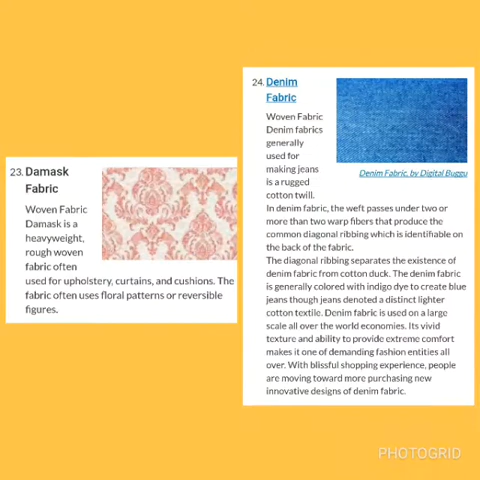 23. Damask
Fabric
Woven Fabric
Damask is a
heavyweight,
rough woven
fabric often
used for upholstery, curtains, and cushions. The
fabric often uses floral patterns or reversible
figures.
24. Denim
Fabric
Woven Fabric
Denim fabrics
generally
used for
making jeans
is a rugged
cotton twill.
Denim Fabric, by Digital Buggu
In denim fabric, the weft passes under two or
more than two warp fibers that produce the
common diagonal ribbing which is identifiable on
the back of the fabric.
The diagonal ribbing separates the existence of
denim fabric from cotton duck. The denim fabric
is generally colored with indigo dye to create blue
jeans though jeans denoted a distinct lighter
cotton textile. Denim fabric is used on a large
scale all over the world economies. Its vivid
texture and ability to provide extreme comfort
makes it one of demanding fashion entities all
over. With blissful shopping experience, people
are moving toward more purchasing new
innovative designs of denim fabric.
PHOTOGRID